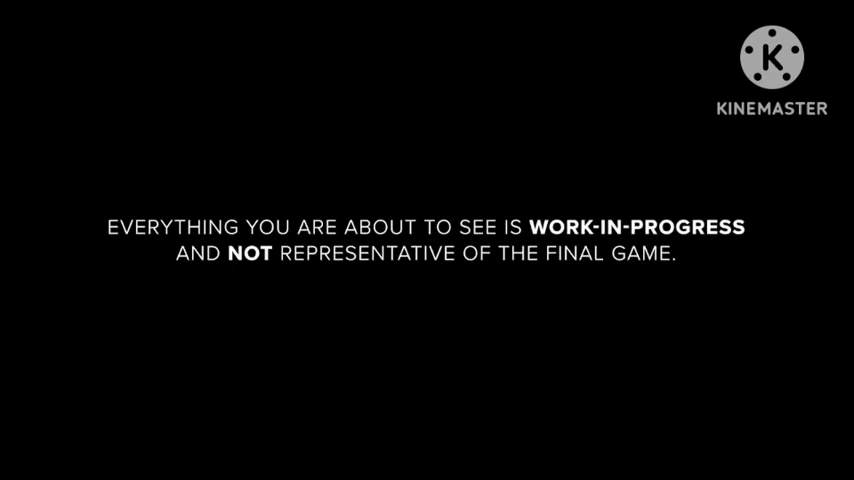 K
KINEMASTER
EVERYTHING YOU ARE ABOUT TO SEE IS WORK-IN-PROGRESS
AND NOT REPRESENTATIVE OF THE FINAL GAME.